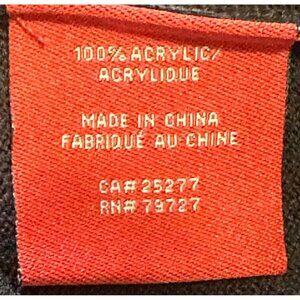 100% ACRYLIC/
ACRYLIQUE
MADE IN CHINA
FABRIQUÉ AU CHINE
CA# 25277
RN# 79727